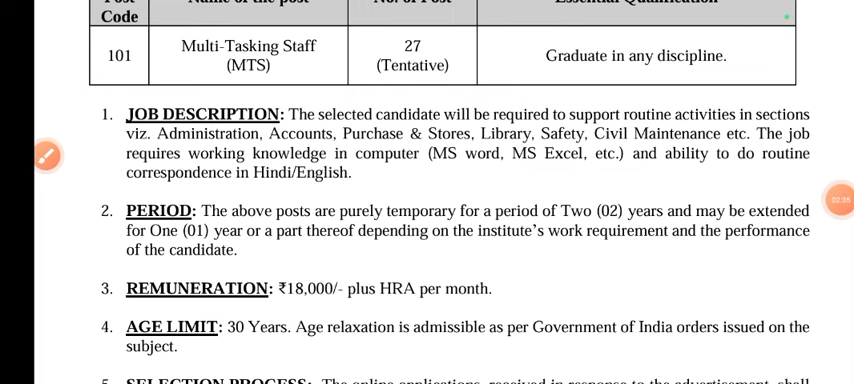 Code
101
Multi-Tasking Staff
(MTS)
27
(Tentative)
Graduate in any discipline.
1. JOB DESCRIPTION: The selected candidate will be required to support routine activities in sections
viz. Administration, Accounts, Purchase & Stores, Library, Safety, Civil Maintenance etc. The job
requires working knowledge in computer (MS word, MS Excel, etc.) and ability to do routine
correspondence in Hindi/English.
2. PERIOD: The above posts are purely temporary for a period of Two (02) years and may be extended
for One (01) year or a part thereof depending on the institute's work requirement and the performance
of the candidate.
3. REMUNERATION: ₹18,000/- plus HRA per month.
4. AGE LIMIT: 30 Years. Age relaxation is admissible as per Government of India orders issued on the
subject.
02:35